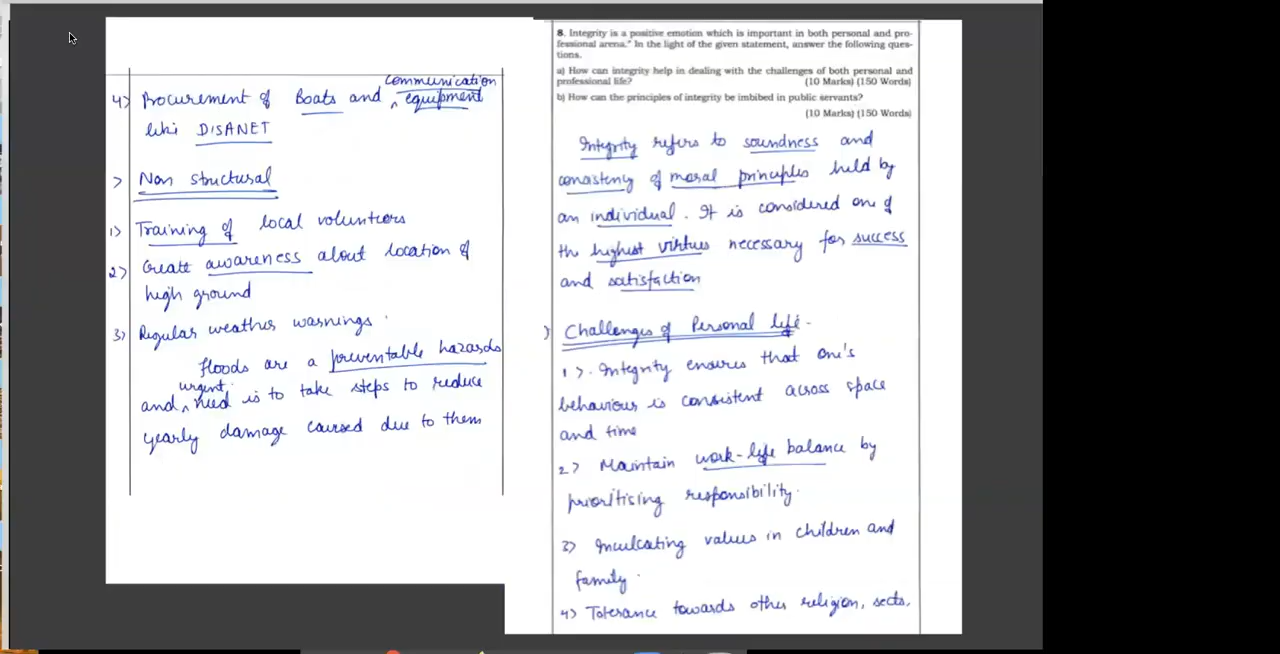 communication
4) Procurement of Boats and ^ equipment
like DISANET
> Non structural
1) Training of local volunteers
2) Create awareness about location of
high ground
3) Regular weather warnings
floods are a preventable hazards
urgent
and ^ need is to take steps to reduce
yearly damage caused due to them
8. Integrity is a positive emotion which is important in both personal and pro-
fessional arena." In the light of the given statement, answer the following ques-
tions.
a) How can integrity help in dealing with the challenges of both personal and
professional life? (10 Marks) (150 Words)
b) How can the principles of integrity be imbibed in public servants?
(10 Marks) (150 Words)
Integrity refers to soundness and
consistency of moral principles held by
an individual. It is considered one of
the highest virtues necessary for success
and satisfaction
) Challenges of Personal life.
1) Integrity ensures that one's
behaviour is consistent across space
and time
2) Maintain work-life balance by
prioritising responsibility.
3) Inculcating values in children and
family.
4) Tolerance towards other religion, sects,